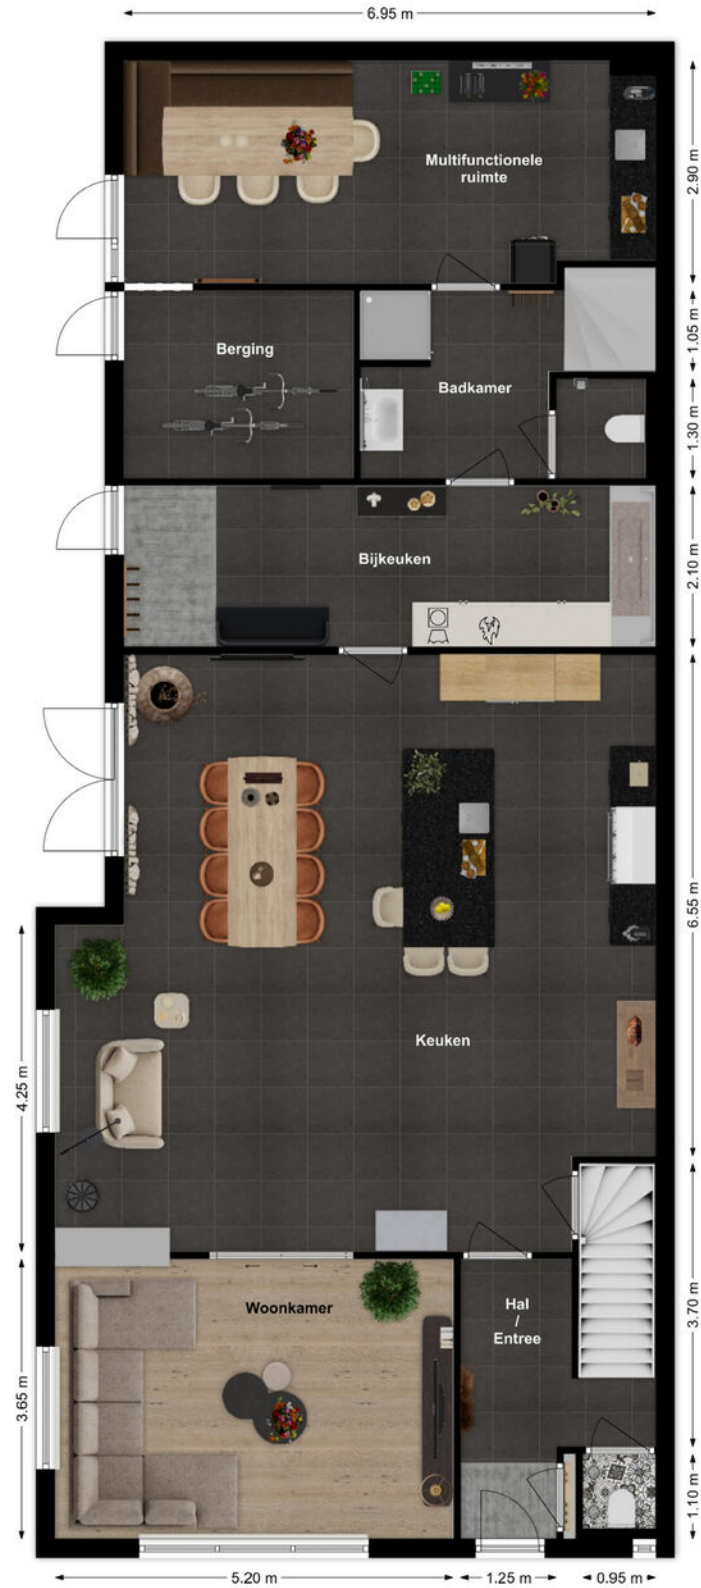 6.95 m
Multifunctionele
ruimte
2.90 m
Berging
1.05 m
Badkamer
1.30 m
Bijkeuken
2.10 m
6.55 m
Keuken
4.25 m
Woonkamer
Hal
/
Entree
3.70 m
3.65 m
1.10 m
5.20 m
1.25 m
0.95 m